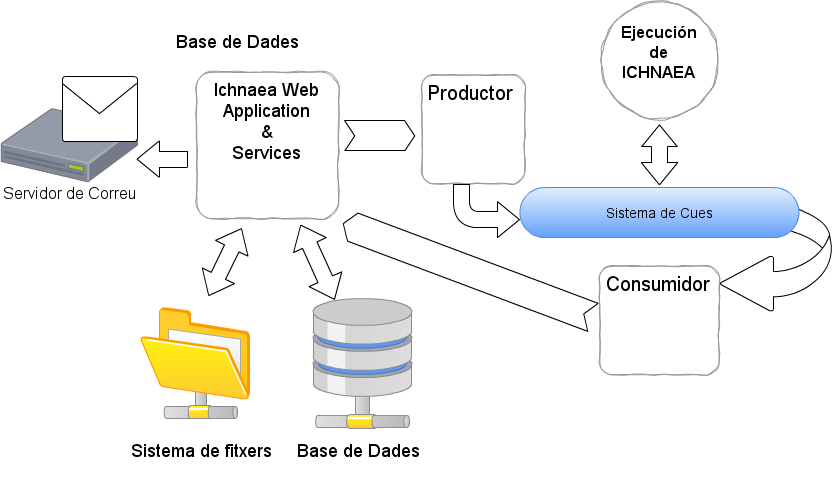 Base de Dades
Ejecución
de
ICHNAEA
Ichnaea Web
Application
&
Services
Productor
Servidor de Correu
Sistema de Cues
Consumidor
Sistema de fitxers
Base de Dades